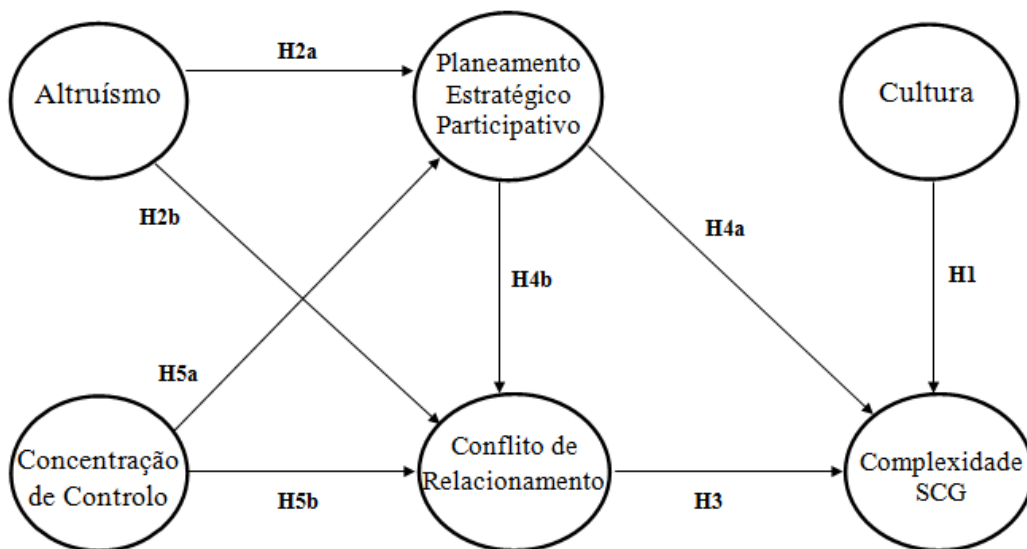 H2a
Altruísmo
Planeamento
Estratégico
Participativo
Cultura
H2b
H4a
H4b
H1
H5a
Concentração
de Controlo
H5b
Conflito de
Relacionamento
H3
Complexidade
SCG